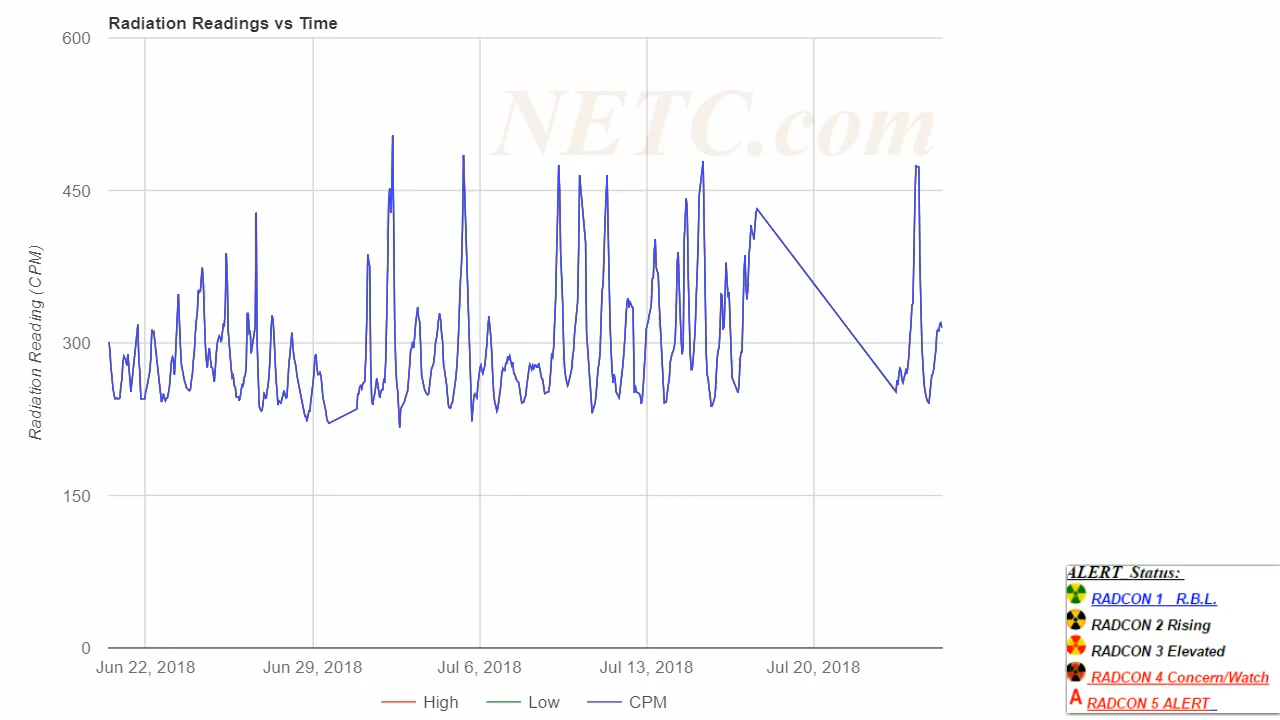 Radiation Readings vs Time
NETC.com
600
450
300
150
0
Radiation Reading (CPM)
Jun 22, 2018 Jun 29, 2018 Jul 6, 2018 Jul 13, 2018 Jul 20, 2018
High Low CPM
ALERT Status:
RADCON 1 R.B.L.
RADCON 2 Rising
RADCON 3 Elevated
RADCON 4 Concern/Watch
A RADCON 5 ALERT